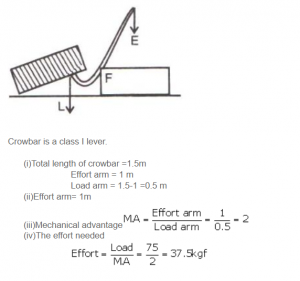 E
F
L
Crowbar is a class I lever.
(i)Total length of crowbar =1.5m
Effort arm = 1 m
Load arm = 1.5-1 =0.5 m
(ii)Effort arm= 1m
(iii)Mechanical advantage MA = Effort arm / Load arm = 1 / 0.5 = 2
(iv)The effort needed
Effort = Load / MA = 75 / 2 = 37.5kgf